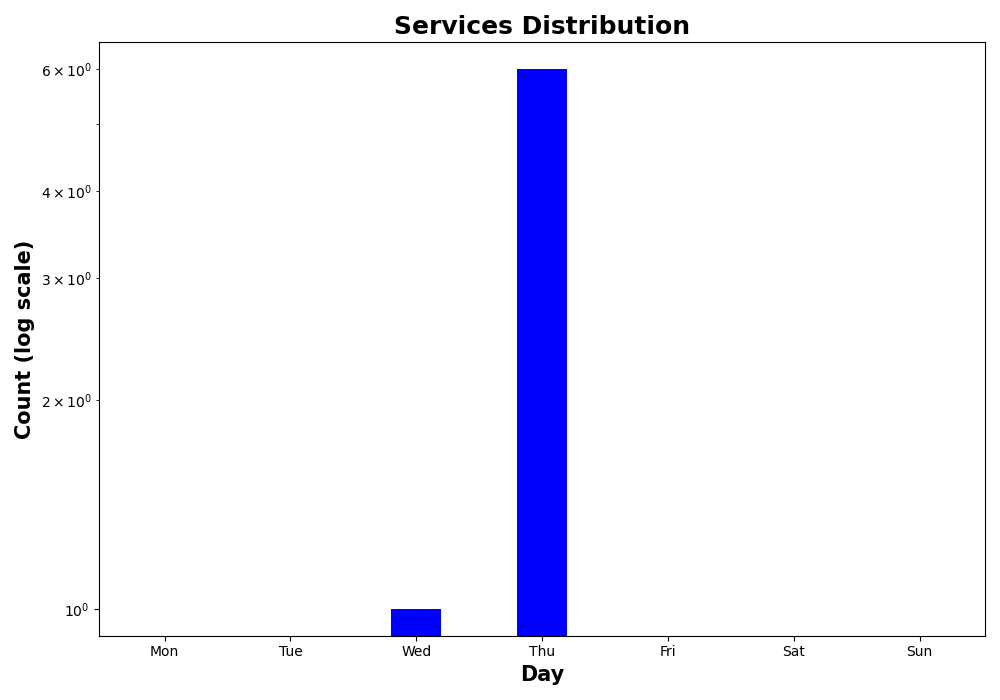 Services Distribution
Count (log scale)
6 × 10⁰
4 × 10⁰
3 × 10⁰
2 × 10⁰
10⁰
Mon Tue Wed Thu Fri Sat Sun
Day